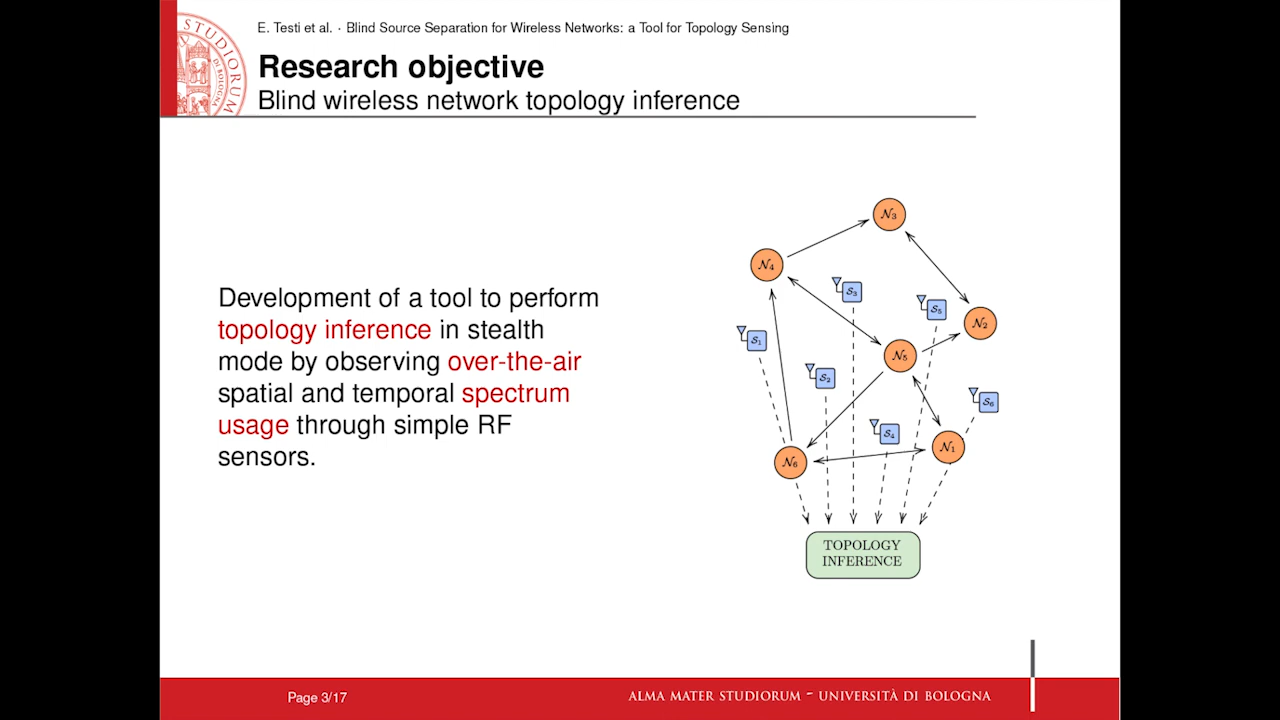 E. Testi et al. · Blind Source Separation for Wireless Networks: a Tool for Topology Sensing
STUDIORUM
DI BOLOGNA
Research objective
Blind wireless network topology inference
Development of a tool to perform
topology inference in stealth
mode by observing over-the-air
spatial and temporal spectrum
usage through simple RF
sensors.
N3
N4
S3
S5
N2
S1
N5
S2
S6
S4
N1
N6
TOPOLOGY
INFERENCE
Page 3/17
ALMA MATER STUDIORUM – UNIVERSITÀ DI BOLOGNA